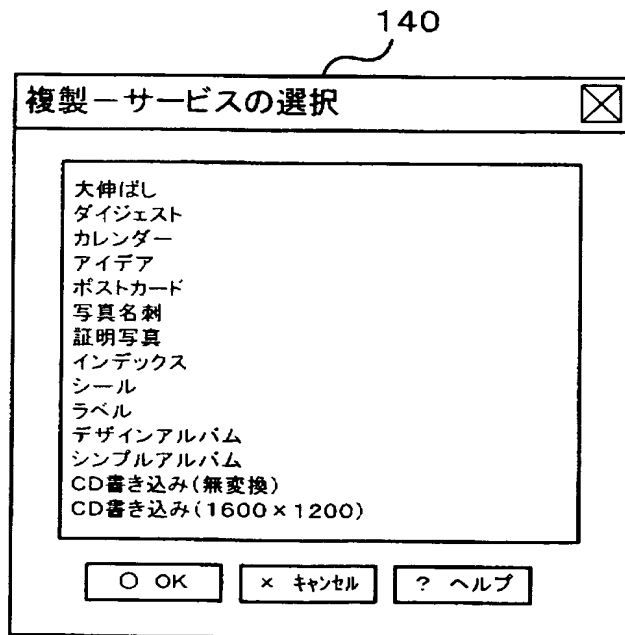 140
複製－サービスの選択
大伸ばし
ダイジェスト
カレンダー
アイデア
ポストカード
写真名刺
証明写真
インデックス
シール
ラベル
デザインアルバム
シンプルアルバム
CD書き込み(無変換)
CD書き込み(1600×1200)
○ OK
× キャンセル
? ヘルプ